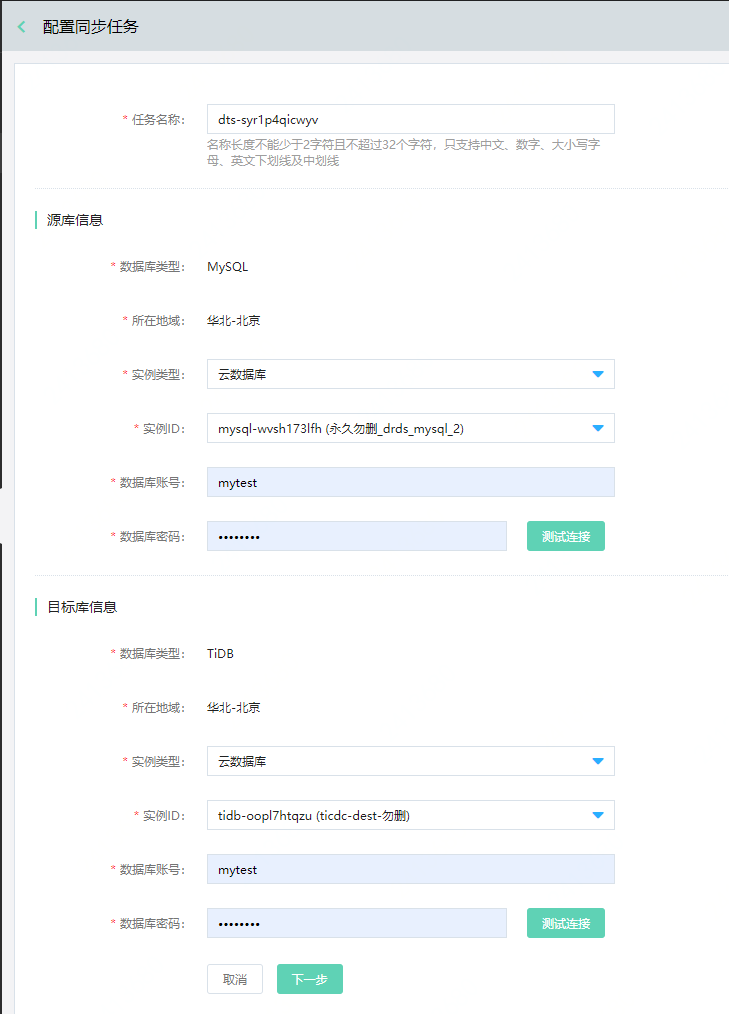 配置同步任务
* 任务名称： dts-syr1p4qicwyv
名称长度不能少于2字符且不超过32个字符，只支持中文、数字、大小写字
母、英文下划线及中划线
源库信息
* 数据库类型： MySQL
* 所在地域： 华北-北京
* 实例类型： 云数据库
* 实例ID： mysql-wvsh173lfh (永久勿删_drds_mysql_2)
* 数据库账号： mytest
* 数据库密码： •••••••• 测试连接
目标库信息
* 数据库类型： TiDB
* 所在地域： 华北-北京
* 实例类型： 云数据库
* 实例ID： tidb-oopl7htqzu (ticdc-dest-勿删)
* 数据库账号： mytest
* 数据库密码： •••••••• 测试连接
取消 下一步